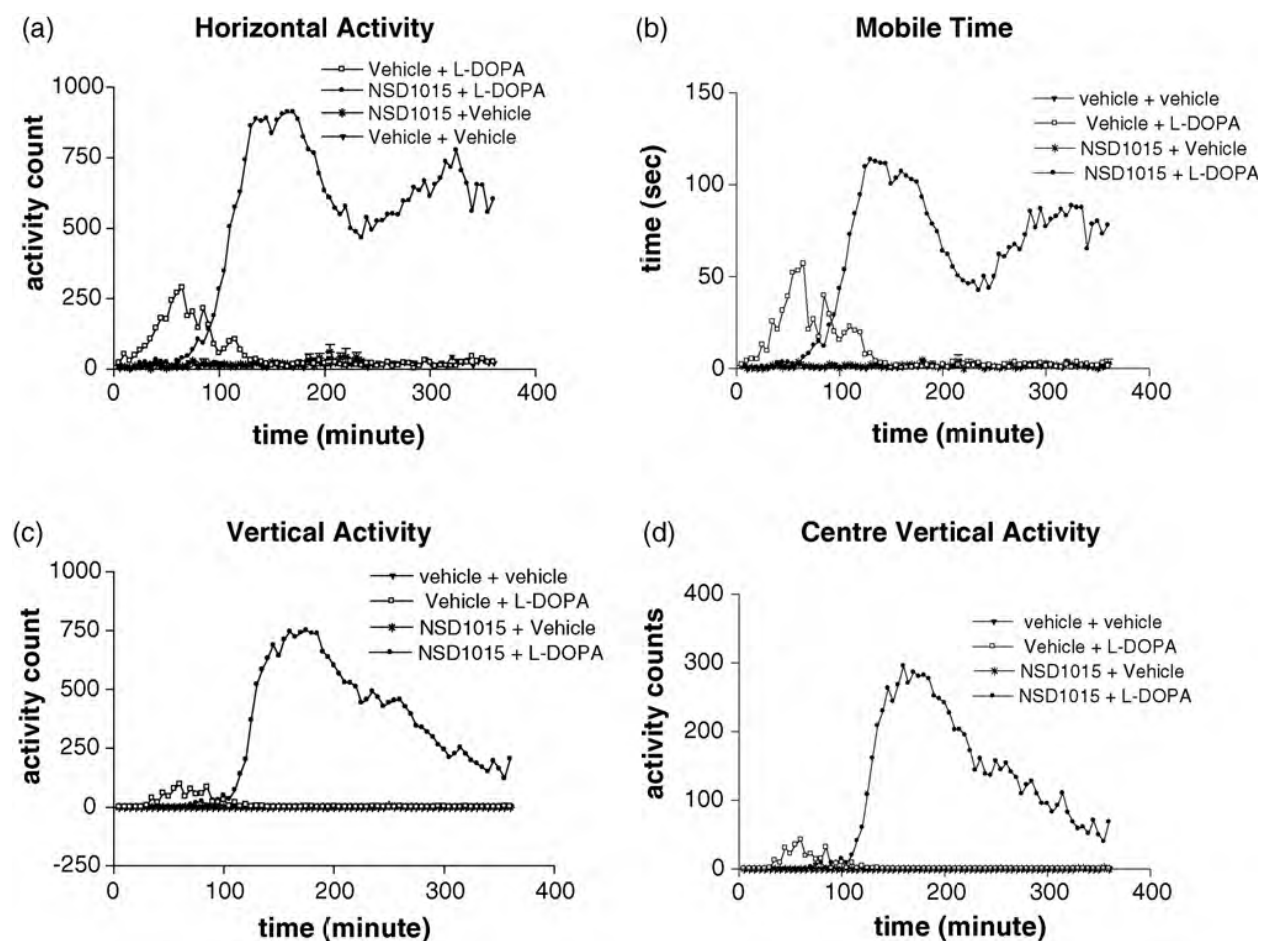 (a) Horizontal Activity
Vehicle + L-DOPA
NSD1015 + L-DOPA
NSD1015 +Vehicle
Vehicle + Vehicle
activity count
1000
750
500
250
0
0 100 200 300 400
time (minute)
(b) Mobile Time
vehicle + vehicle
Vehicle + L-DOPA
NSD1015 + Vehicle
NSD1015 + L-DOPA
time (sec)
150
100
50
0
0 100 200 300 400
time (minute)
(c) Vertical Activity
vehicle + vehicle
Vehicle + L-DOPA
NSD1015 + Vehicle
NSD1015 + L-DOPA
activity count
1000
750
500
250
0
-250
0 100 200 300 400
time (minute)
(d) Centre Vertical Activity
vehicle + vehicle
Vehicle + L-DOPA
NSD1015 + Vehicle
NSD1015 + L-DOPA
activity counts
400
300
200
100
0
0 100 200 300 400
time (minute)